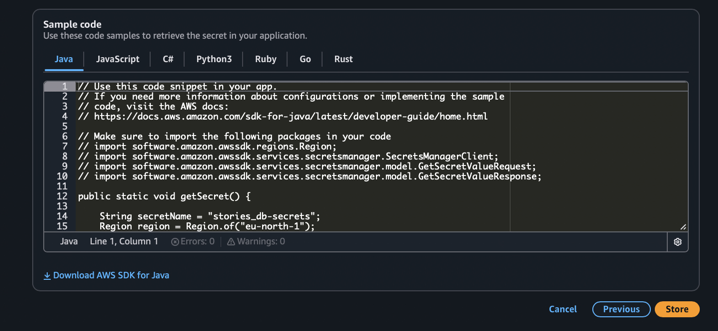 Sample code
Use these code samples to retrieve the secret in your application.
Java JavaScript C# Python3 Ruby Go Rust
1 // Use this code snippet in your app.
2 // If you need more information about configurations or implementing the sample
3 // code, visit the AWS docs:
4 // https://docs.aws.amazon.com/sdk-for-java/latest/developer-guide/home.html
5
6 // Make sure to import the following packages in your code
7 // import software.amazon.awssdk.regions.Region;
8 // import software.amazon.awssdk.services.secretsmanager.SecretsManagerClient;
9 // import software.amazon.awssdk.services.secretsmanager.model.GetSecretValueRequest;
10 // import software.amazon.awssdk.services.secretsmanager.model.GetSecretValueResponse;
11
12 public static void getSecret() {
13
14     String secretName = "stories_db-secrets";
15     Region region = Region.of("eu-north-1");
Java Line 1, Column 1 Errors: 0 Warnings: 0
Download AWS SDK for Java
Cancel Previous Store